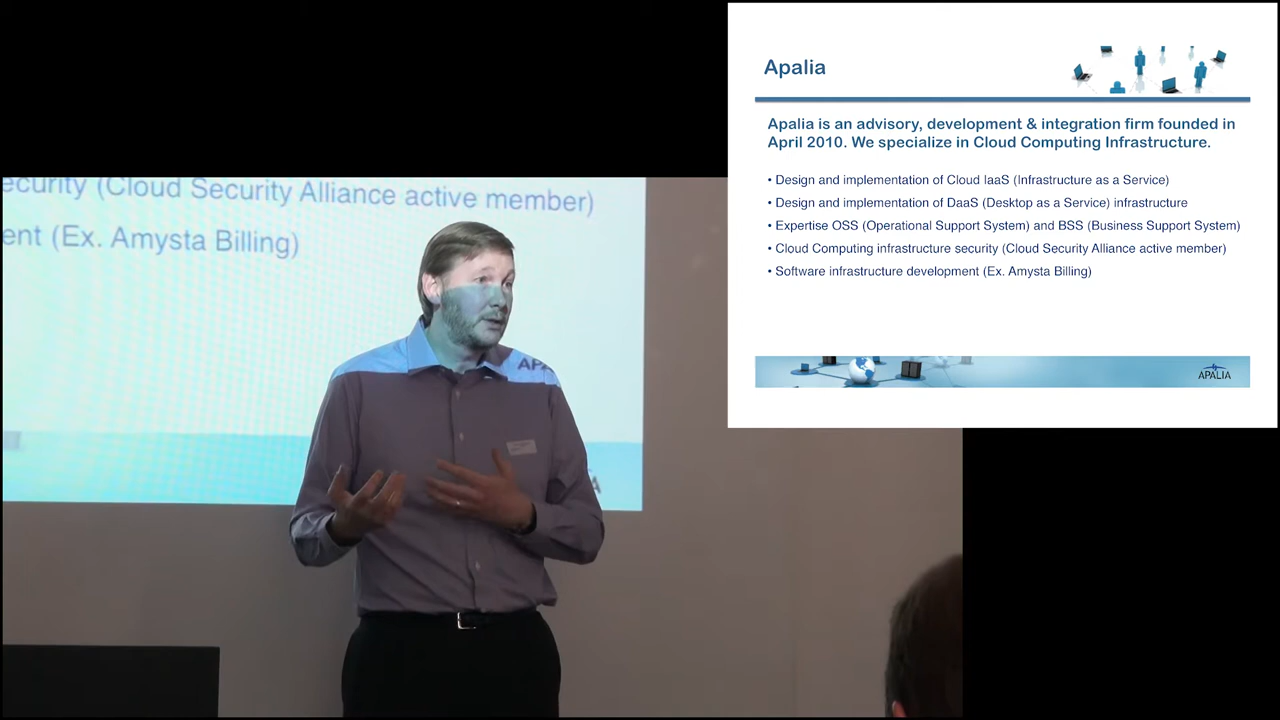 Apalia
Apalia is an advisory, development & integration firm founded in
April 2010. We specialize in Cloud Computing Infrastructure.
• Design and implementation of Cloud IaaS (Infrastructure as a Service)
• Design and implementation of DaaS (Desktop as a Service) infrastructure
• Expertise OSS (Operational Support System) and BSS (Business Support System)
• Cloud Computing infrastructure security (Cloud Security Alliance active member)
• Software infrastructure development (Ex. Amysta Billing)
APALIA
ecurity (Cloud Security Alliance active member)
ent (Ex. Amysta Billing)
AP
A